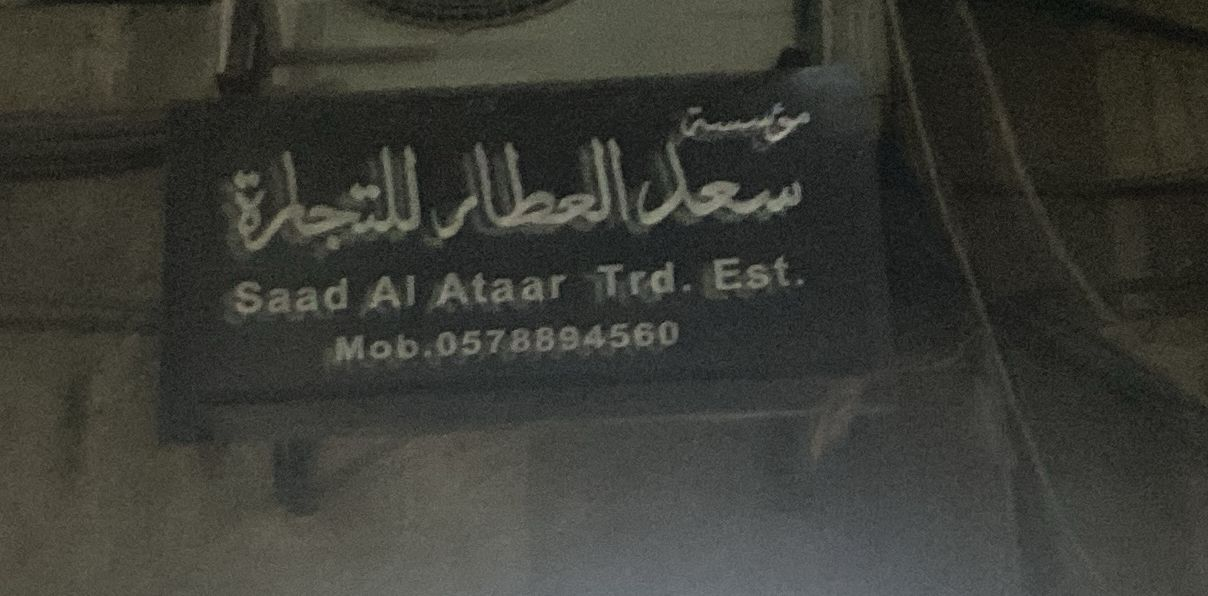 مؤسسة
سعد العطار للتجارة
Saad Al Ataar Trd. Est.
Mob.0578894560